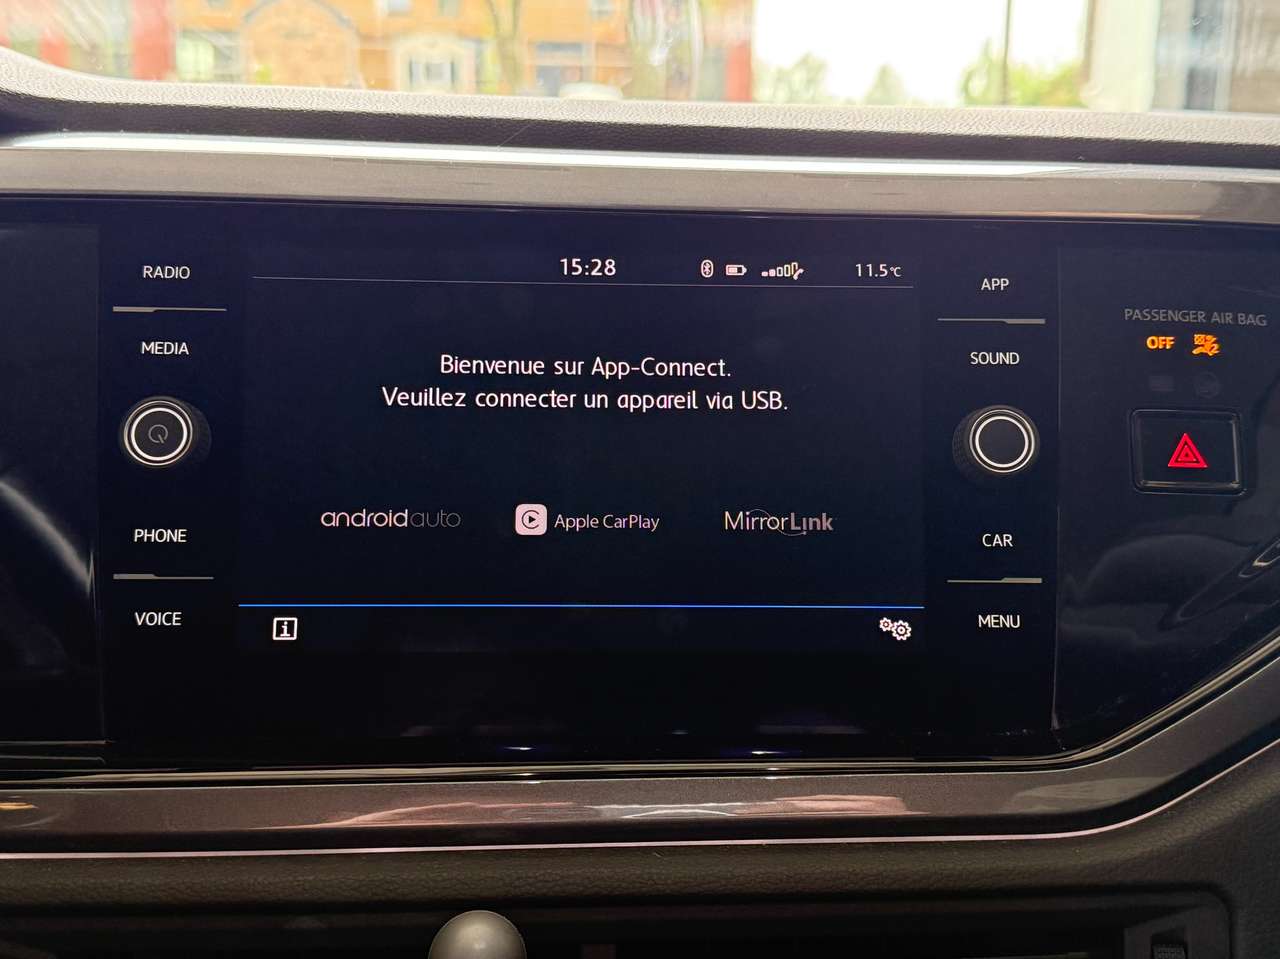 RADIO
MEDIA
PHONE
VOICE
15:28
11.5°C
Bienvenue sur App-Connect.
Veuillez connecter un appareil via USB.
androidauto
Apple CarPlay
MirrorLink
APP
SOUND
CAR
MENU
PASSENGER AIR BAG
OFF